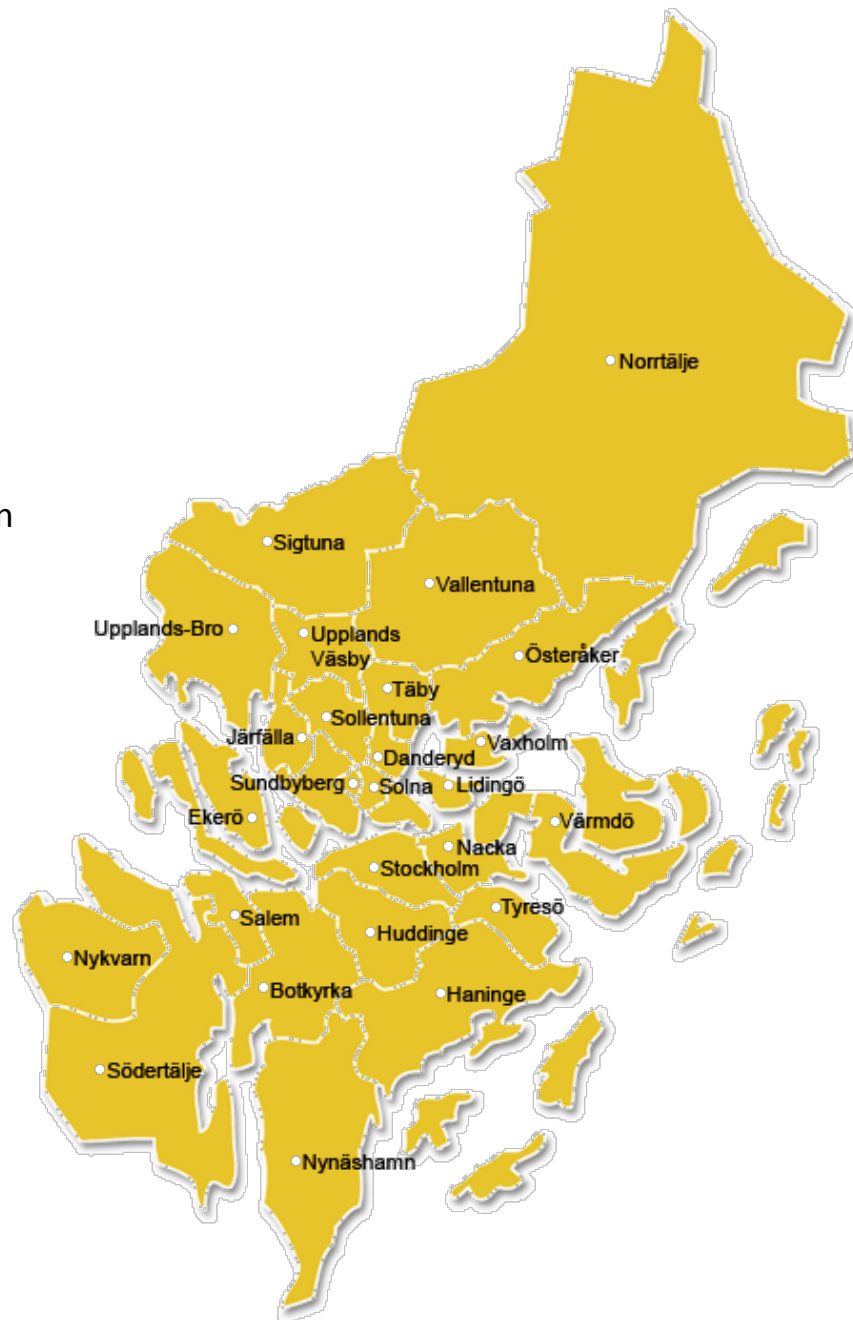 Norrtälje
n
Sigtuna
Vallentuna
Upplands-Bro
Upplands
Väsby
Österåker
Täby
Sollentuna
Järfälla
Vaxholm
Danderyd
Sundbyberg
Solna
Lidingö
Ekerö
Värmdö
Nacka
Stockholm
Tyresö
Salem
Huddinge
Nykvarn
Botkyrka
Haninge
Södertälje
Nynäshamn